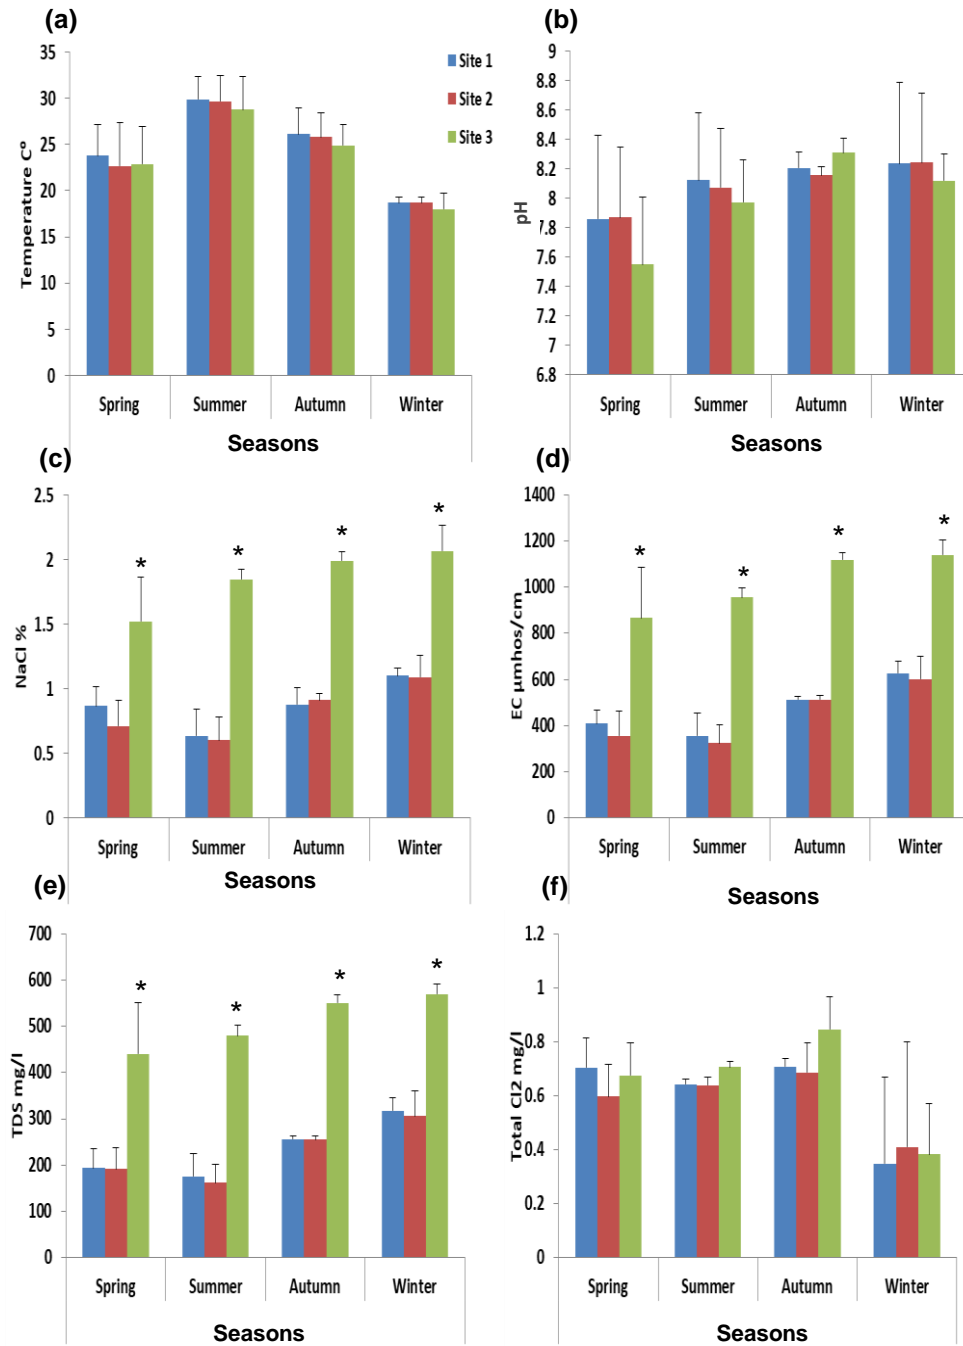 (a)
35
30
25
20
15
10
5
0
Temperature C°
Site 1
Site 2
Site 3
Spring Summer Autumn Winter
Seasons
(b)
9
8.8
8.6
8.4
8.2
8
7.8
7.6
7.4
7.2
7
6.8
pH
Spring Summer Autumn Winter
Seasons
(c)
2.5
2
1.5
1
0.5
0
NaCl %
* * * *
Spring Summer Autumn Winter
Seasons
(d)
1400
1200
1000
800
600
400
200
0
EC µmhos/cm
* * * *
Spring Summer Autumn Winter
Seasons
(e)
700
600
500
400
300
200
100
0
TDS mg/l
* * * *
Spring Summer Autumn Winter
Seasons
(f)
1.2
1
0.8
0.6
0.4
0.2
0
Total Cl2 mg/l
Spring Summer Autumn Winter
Seasons